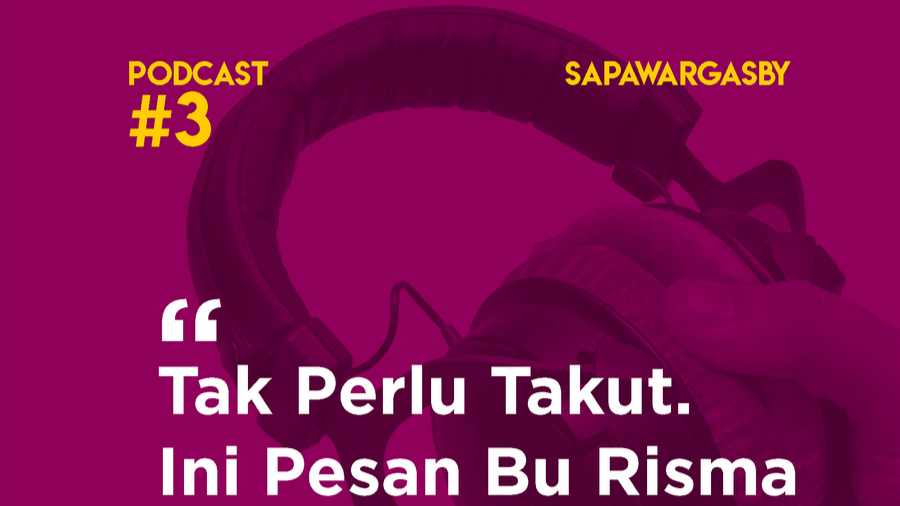 PODCAST
#3
SAPAWARGASBY
“
Tak Perlu Takut.
Ini Pesan Bu Risma